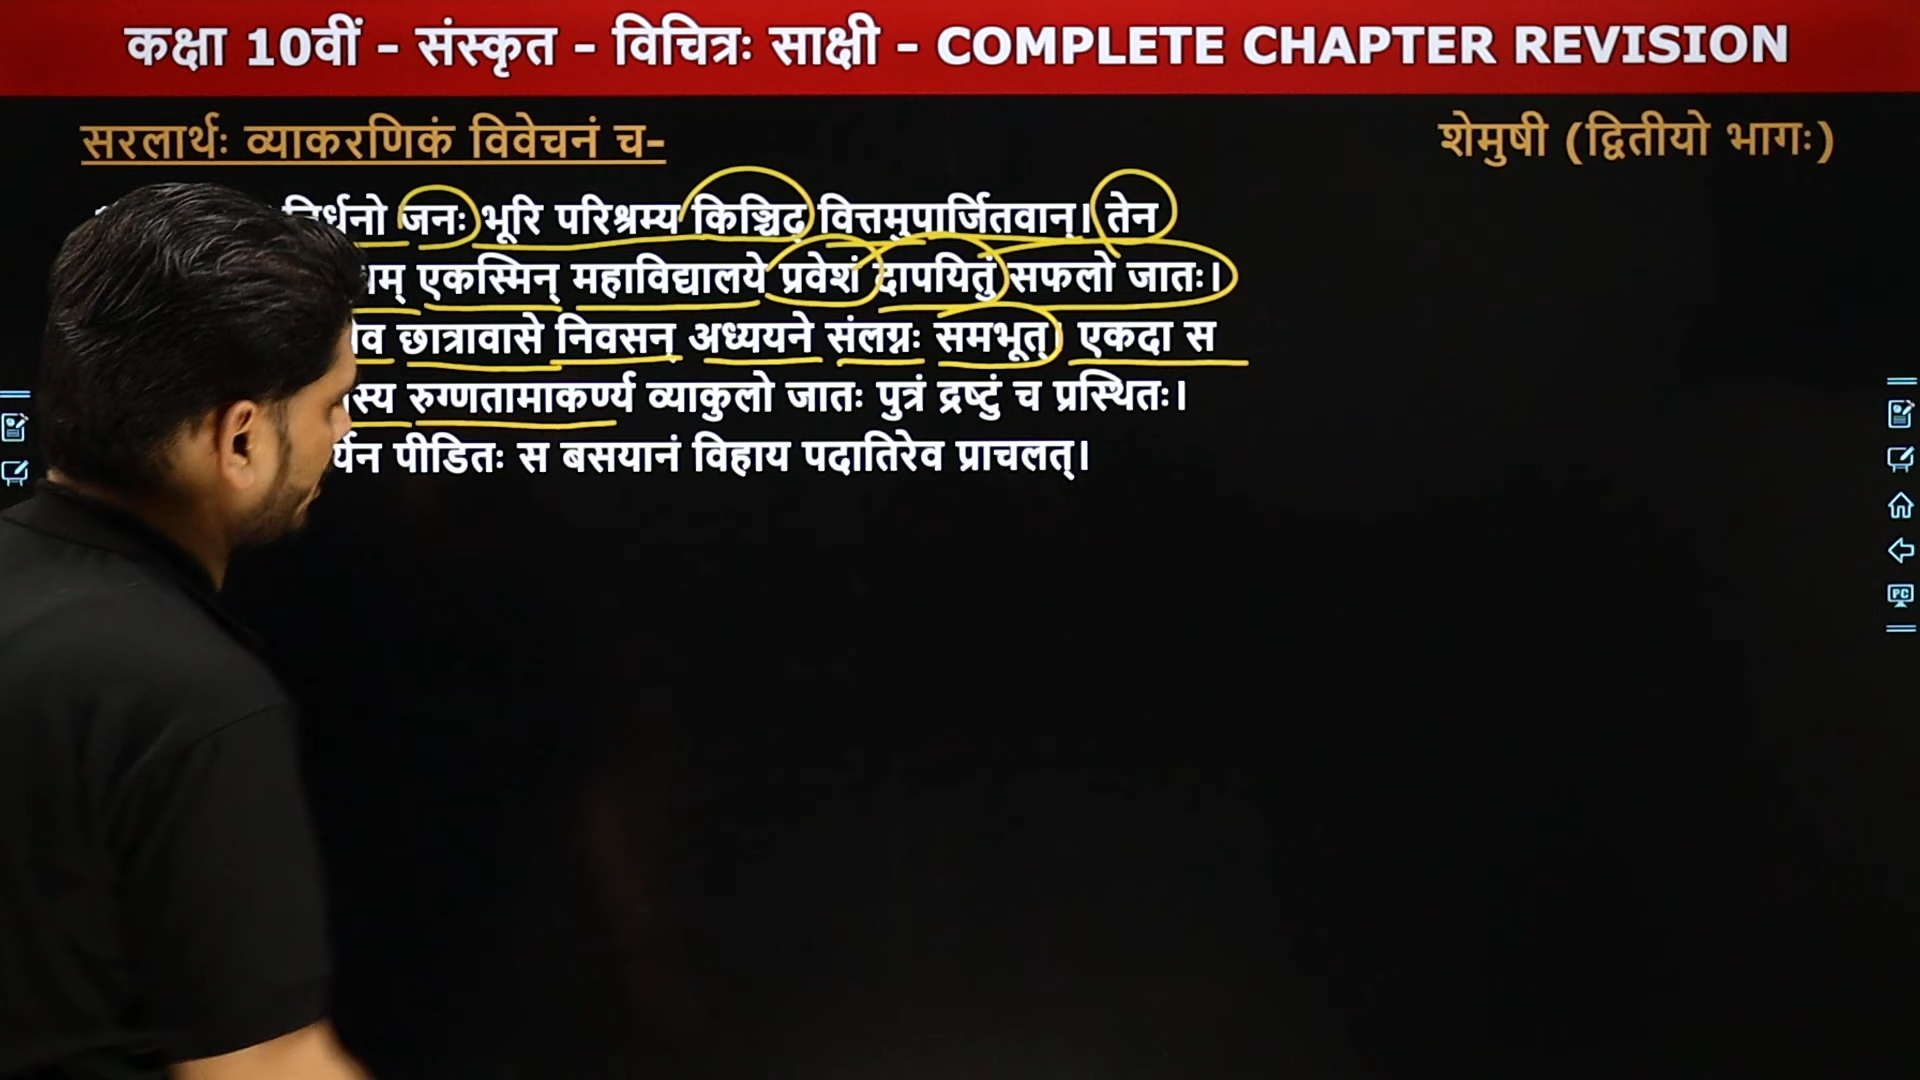 कक्षा 10वीं - संस्कृत - विचित्रः साक्षी - COMPLETE CHAPTER REVISION
सरलार्थः व्याकरणिकं विवेचनं च-
शेमुषी (द्वितीयो भागः)
जनः भूरि परिश्रम्य किञ्चिद् वित्तमुपार्जितवान्। तेन
एकस्मिन् महाविद्यालये प्रवेशं दापयितुं सफलो जातः।
छात्रावासे निवसन् अध्ययने संलग्नः समभूत्। एकदा स
रुग्णतामाकर्ण्य व्याकुलो जातः पुत्रं द्रष्टुं च प्रस्थितः।
पीडितः स बसयानं विहाय पदातिरेव प्राचलत्।
PC